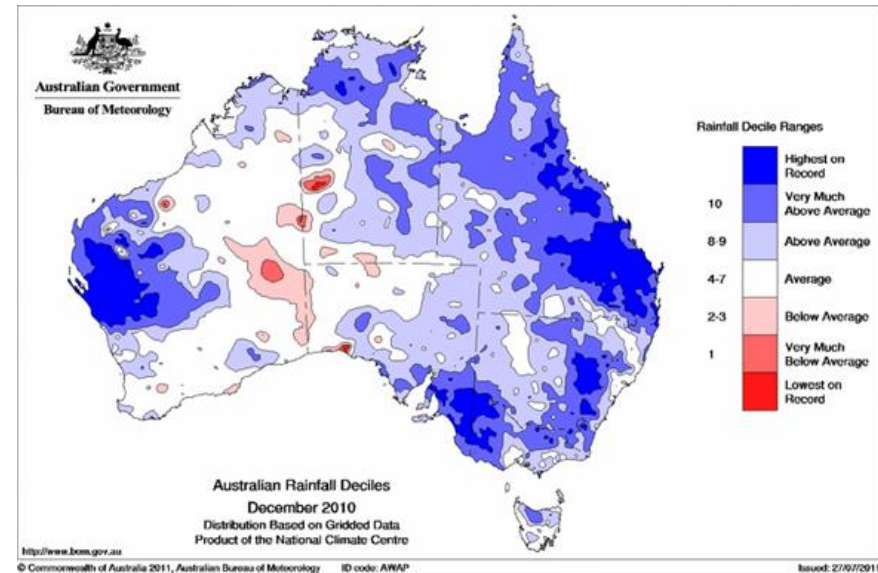 Australian Government
Bureau of Meteorology
Rainfall Decile Ranges
Highest on
Record
10
Very Much
Above Average
8-9
Above Average
4-7
Average
2-3
Below Average
1
Very Much
Below Average
Lowest on
Record
Australian Rainfall Deciles
December 2010
Distribution Based on Gridded Data
Product of the National Climate Centre
http://www.bom.gov.au
© Commonwealth of Australia 2011, Australian Bureau of Meteorology ID code: AWAP Issued: 27/07/2011